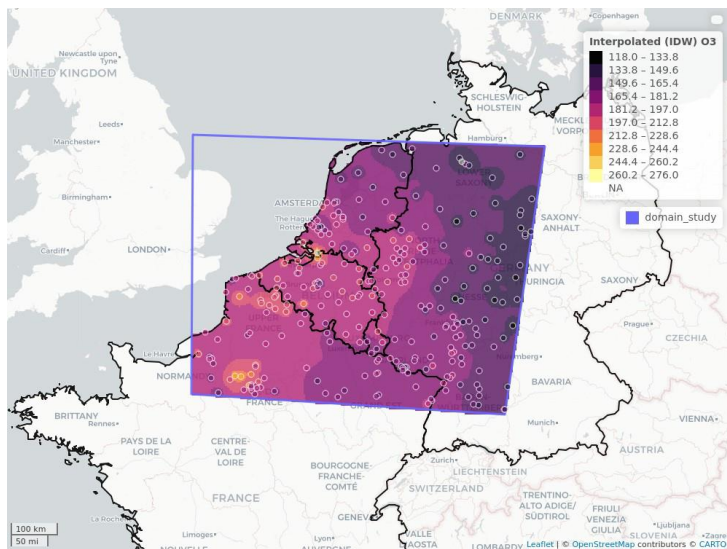 DENMARK
Copenhagen
Newcastle upon
Tyne
UNITED KINGDOM
Leeds
Manchester
Birmingham
Cardiff
LONDON
SCHLESWIG-
HOLSTEIN
Hamburg
AMSTERDAM
The Hague
SAXONY-
ANHALT
SAXONY
Prague
CZECHIA
BAVARIA
Munich
VIENNA
AUSTRIA
Le Havre
FRANCE
BRITTANY
Rennes
PAYS DE LA
LOIRE
CENTRE-
VAL DE
LOIRE
BOURGOGNE-
FRANCHE-
COMTÉ
FRANCE
Zurich
LIECHTENSTEIN
SWITZERLAND
TRENTINO-
ALTO ADIGE/
SÜDTIROL
FRIULI
VENEZIA
GIULIA
Ljubljana
SLOVENIA
Limoges
Lyon
Interpolated (IDW) O3
118.0 – 133.8
133.8 – 149.6
149.6 – 165.4
165.4 – 181.2
181.2 – 197.0
197.0 – 212.8
212.8 – 228.6
228.6 – 244.4
244.4 – 260.2
260.2 – 276.0
NA
domain_study
100 km
50 mi
Leaflet | © OpenStreetMap contributors © CARTO